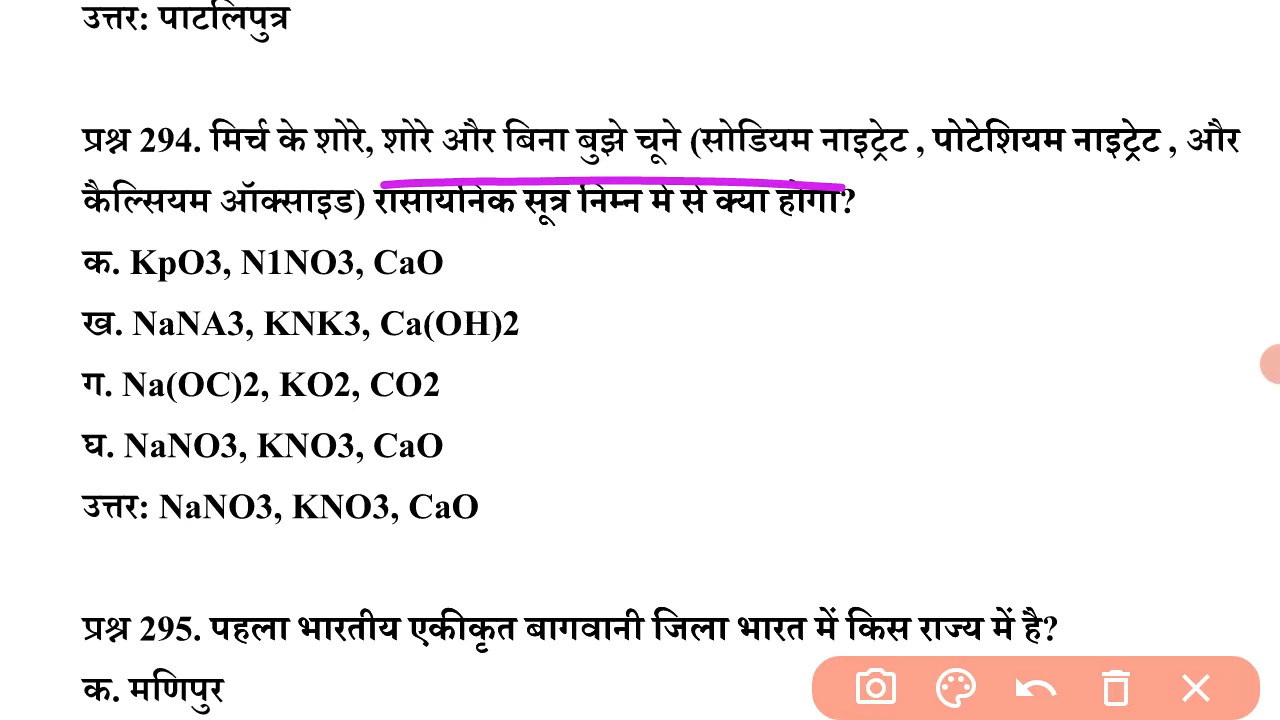 उत्तर: पाटलिपुत्र
प्रश्न 294. मिर्च के शोरे, शोरे और बिना बुझे चूने (सोडियम नाइट्रेट , पोटेशियम नाइट्रेट , और
कैल्सियम ऑक्साइड) रासायनिक सूत्र निम्न में से क्या होगा?
क. KpO3, N1NO3, CaO
ख. NaNA3, KNK3, Ca(OH)2
ग. Na(OC)2, KO2, CO2
घ. NaNO3, KNO3, CaO
उत्तर: NaNO3, KNO3, CaO
प्रश्न 295. पहला भारतीय एकीकृत बागवानी जिला भारत में किस राज्य में है?
क. मणिपुर